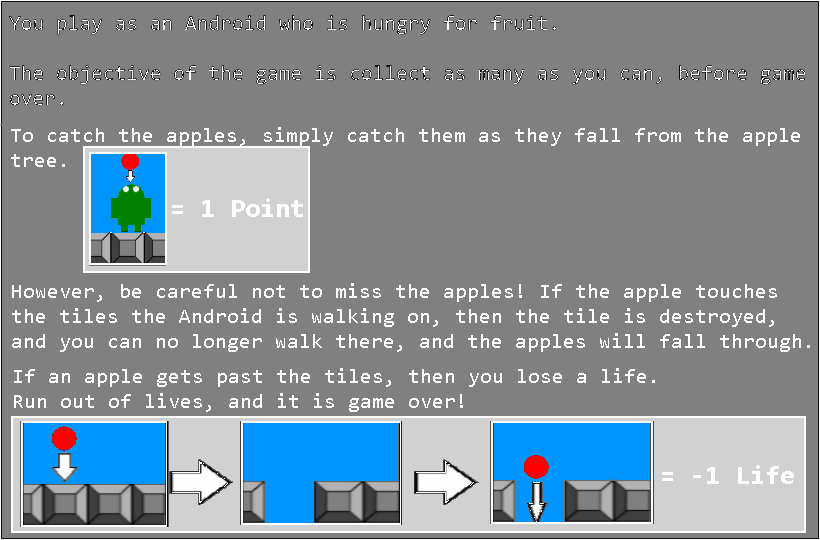 You play as an Android who is hungry for fruit.
The objective of the game is collect as many as you can, before game
over.
To catch the apples, simply catch them as they fall from the apple
tree.
= 1 Point
However, be careful not to miss the apples! If the apple touches
the tiles the Android is walking on, then the tile is destroyed,
and you can no longer walk there, and the apples will fall through.
If an apple gets past the tiles, then you lose a life.
Run out of lives, and it is game over!
= -1 Life